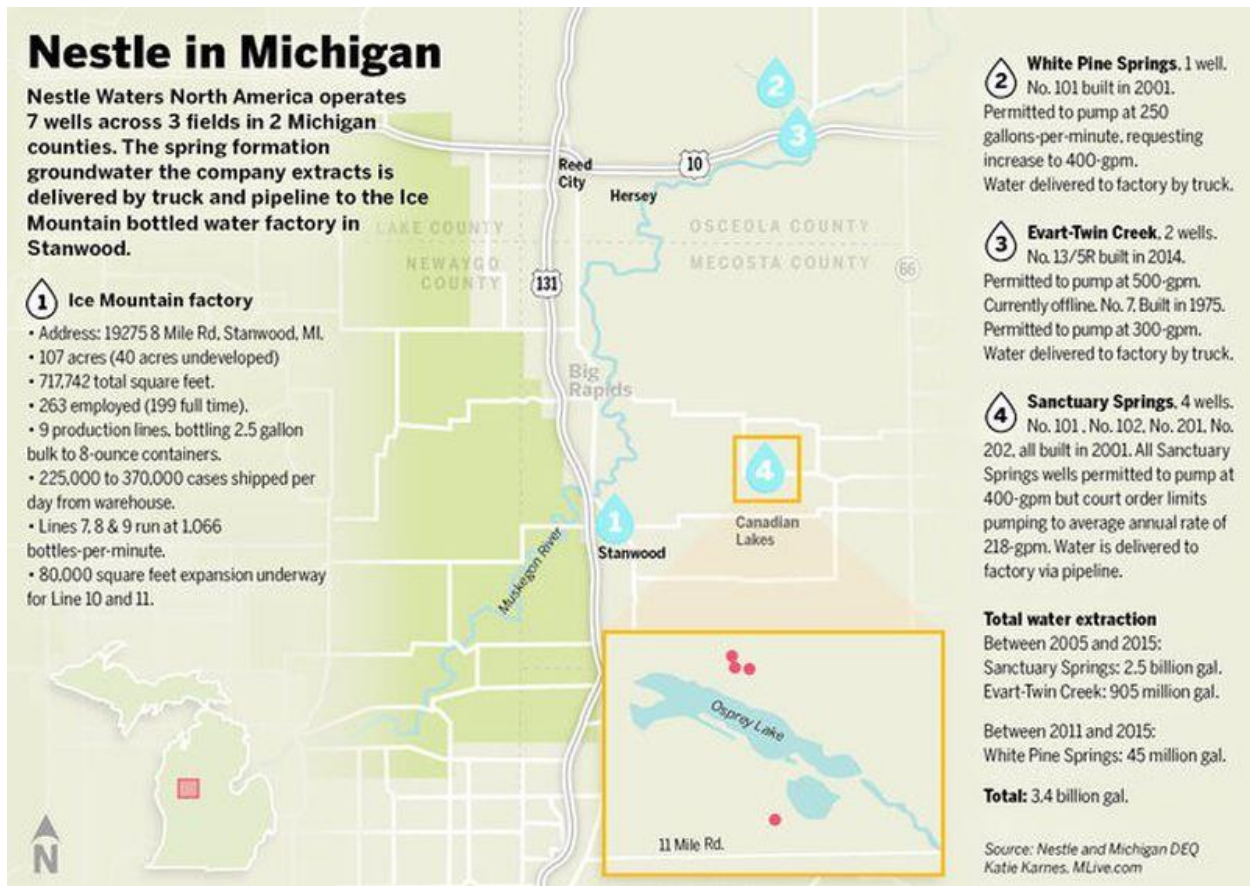 Nestle in Michigan
Nestle Waters North America operates
7 wells across 3 fields in 2 Michigan
counties. The spring formation
groundwater the company extracts is
delivered by truck and pipeline to the Ice
Mountain bottled water factory in
Stanwood.
1 Ice Mountain factory
• Address: 19275 8 Mile Rd, Stanwood, MI.
• 107 acres (40 acres undeveloped)
• 717,742 total square feet.
• 263 employed (199 full time).
• 9 production lines, bottling 2.5 gallon
bulk to 8-ounce containers.
• 225,000 to 370,000 cases shipped per
day from warehouse.
• Lines 7, 8 & 9 run at 1,066
bottles-per-minute.
• 80,000 square feet expansion underway
for Line 10 and 11.
N
2
3
Reed
City
10
Hersey
LAKE COUNTY
OSCEOLA COUNTY
NEWAYGO
COUNTY
MECOSTA COUNTY
66
131
Big
Rapids
4
Canadian
Lakes
1
Stanwood
Muskegon River
Osprey Lake
11 Mile Rd.
2 White Pine Springs, 1 well.
No. 101 built in 2001.
Permitted to pump at 250
gallons-per-minute, requesting
increase to 400-gpm.
Water delivered to factory by truck.
3 Evart-Twin Creek, 2 wells.
No. 13/5R built in 2014.
Permitted to pump at 500-gpm.
Currently offline. No. 7, Built in 1975.
Permitted to pump at 300-gpm.
Water delivered to factory by truck.
4 Sanctuary Springs, 4 wells.
No. 101 , No. 102, No. 201, No.
202, all built in 2001. All Sanctuary
Springs wells permitted to pump at
400-gpm but court order limits
pumping to average annual rate of
218-gpm. Water is delivered to
factory via pipeline.
Total water extraction
Between 2005 and 2015:
Sanctuary Springs: 2.5 billion gal.
Evart-Twin Creek: 905 million gal.
Between 2011 and 2015:
White Pine Springs: 45 million gal.
Total: 3.4 billion gal.
Source: Nestle and Michigan DEQ
Katie Karnes, MLive.com